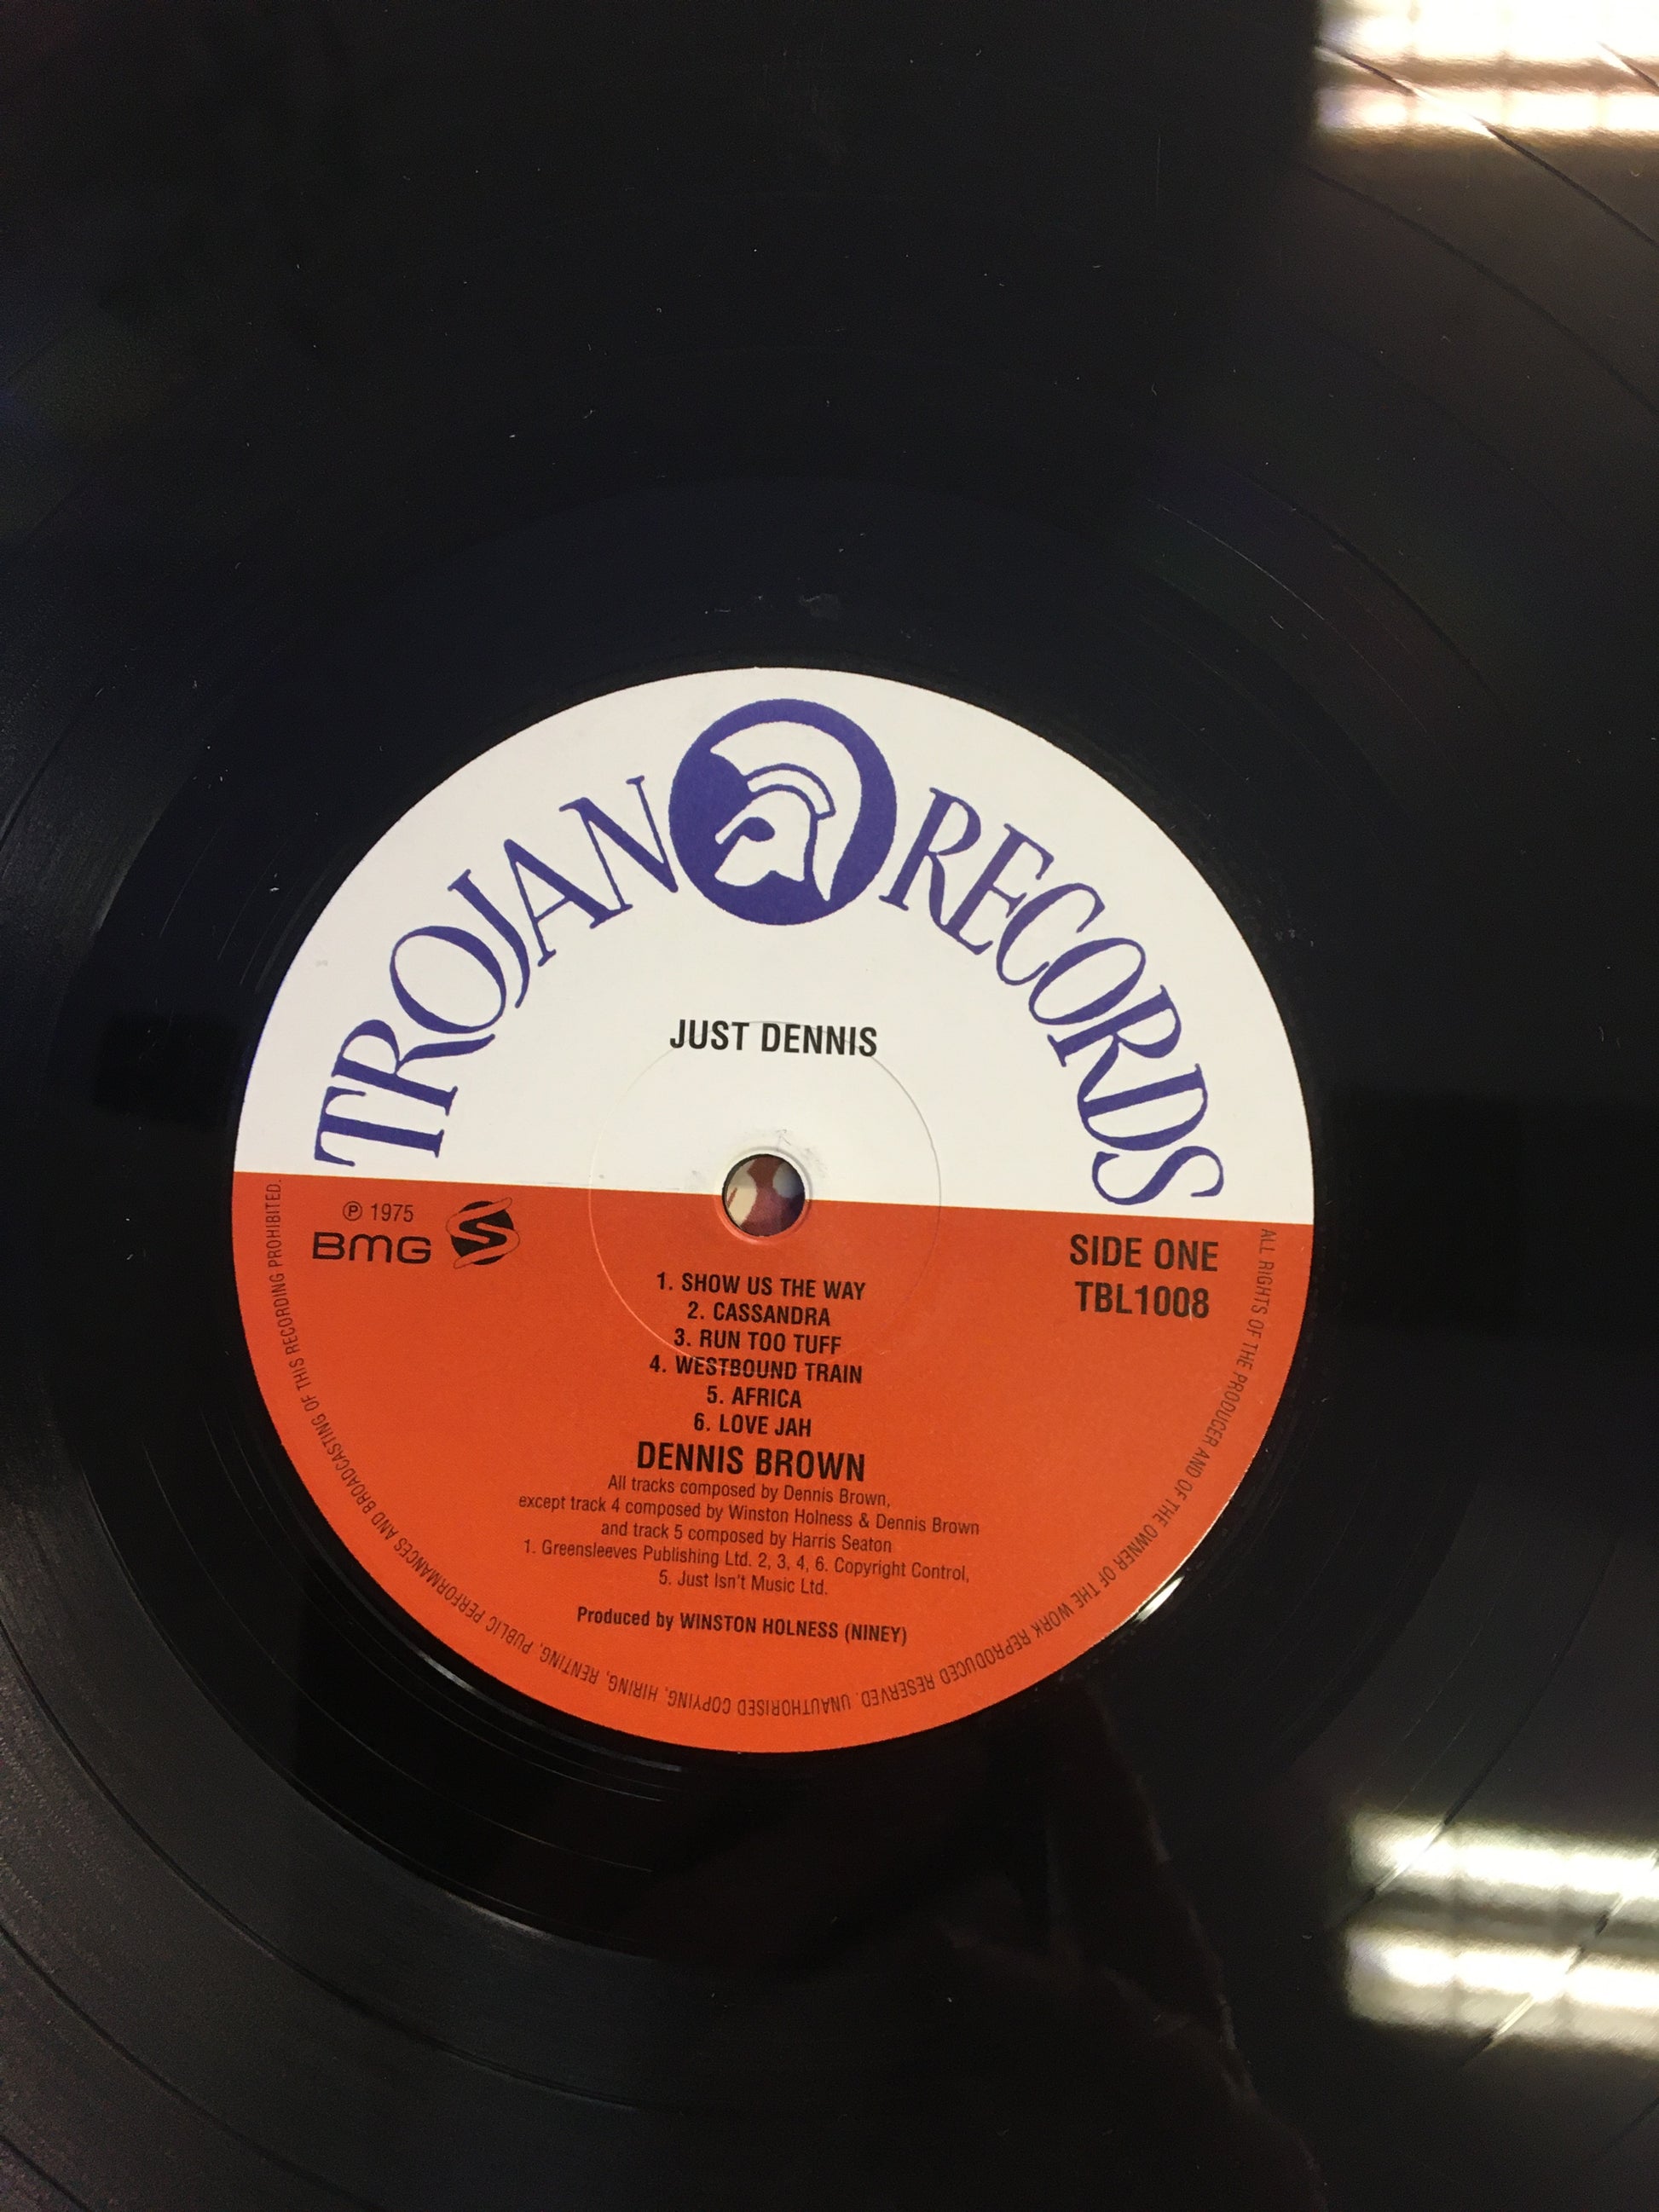 TROJAN RECORDS
JUST DENNIS
℗ 1975
BMG
SIDE ONE
TBL1008
1. SHOW US THE WAY
2. CASSANDRA
3. RUN TOO TUFF
4. WESTBOUND TRAIN
5. AFRICA
6. LOVE JAH
DENNIS BROWN
All tracks composed by Dennis Brown,
except track 4 composed by Winston Holness & Dennis Brown
and track 5 composed by Harris Seaton
1. Greensleeves Publishing Ltd. 2, 3, 4, 6. Copyright Control,
5. Just Isn't Music Ltd.
Produced by WINSTON HOLNESS (NINEY)
ALL RIGHTS OF THE PRODUCER AND OF THE OWNER OF THE WORK REPRODUCED RESERVED. UNAUTHORISED COPYING, HIRING, RENTING, PUBLIC PERFORMANCES AND BROADCASTING OF THIS RECORDING PROHIBITED.